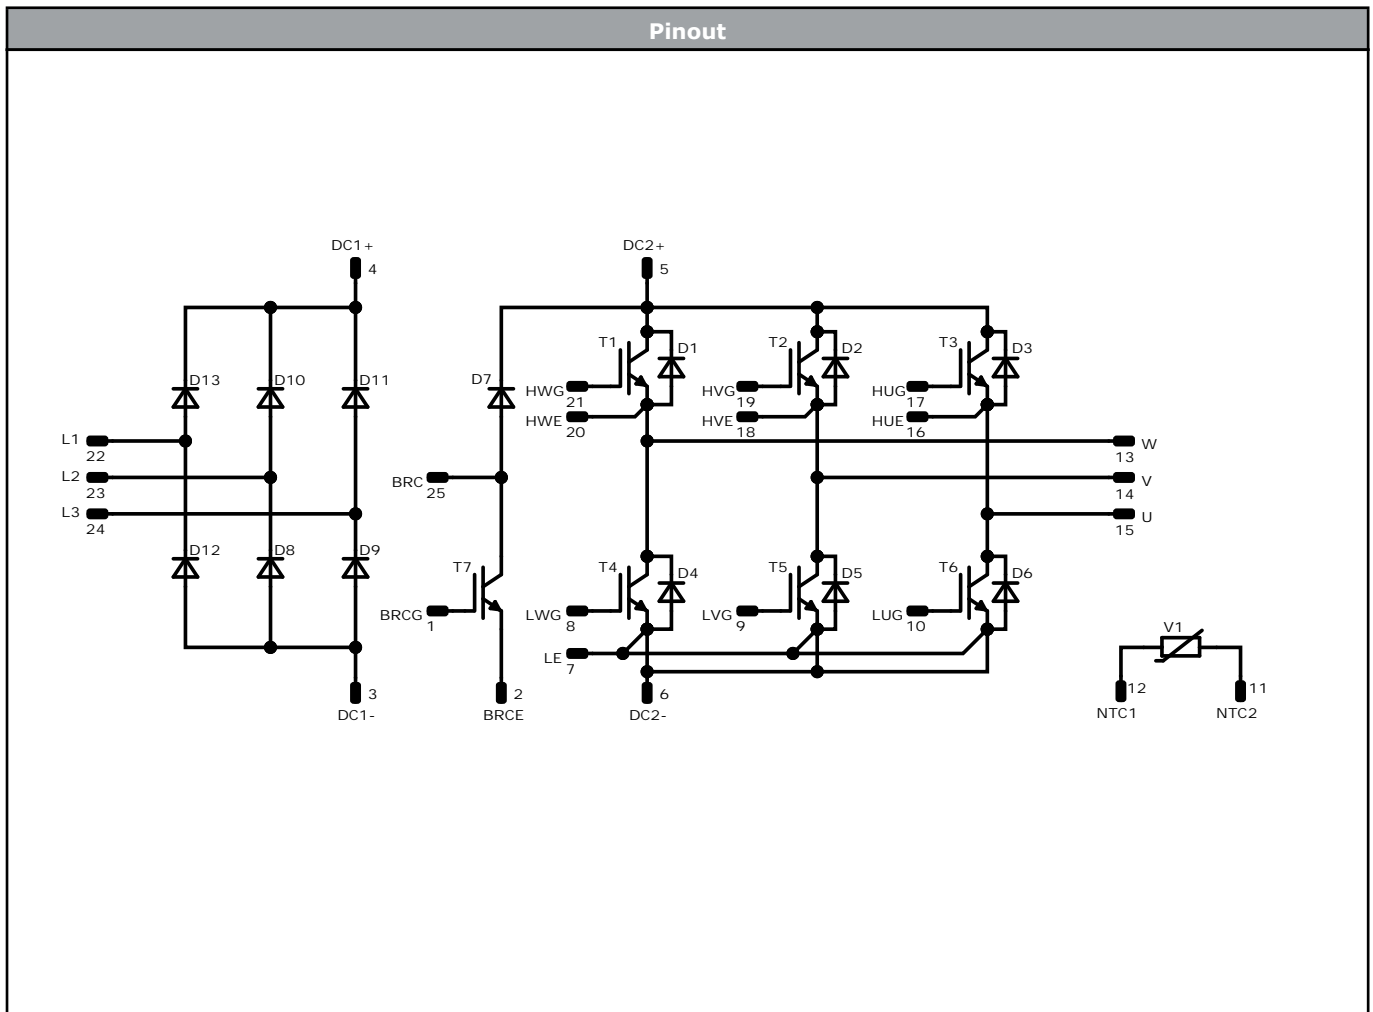 Pinout
DC1+
4
DC2+
5
T1
D1
T2
D2
T3
D3
D13
D10
D11
D7
HWG
21
HVG
19
HUG
17
HWE
20
HVE
18
HUE
16
L1
22
W
13
L2
23
BRC
25
V
14
L3
24
U
15
D12
D8
D9
T7
T4
D4
T5
D5
T6
D6
BRCG
1
LWG
8
LVG
9
LUG
10
V1
LE
7
3
DC1-
2
BRCE
6
DC2-
12
NTC1
11
NTC2